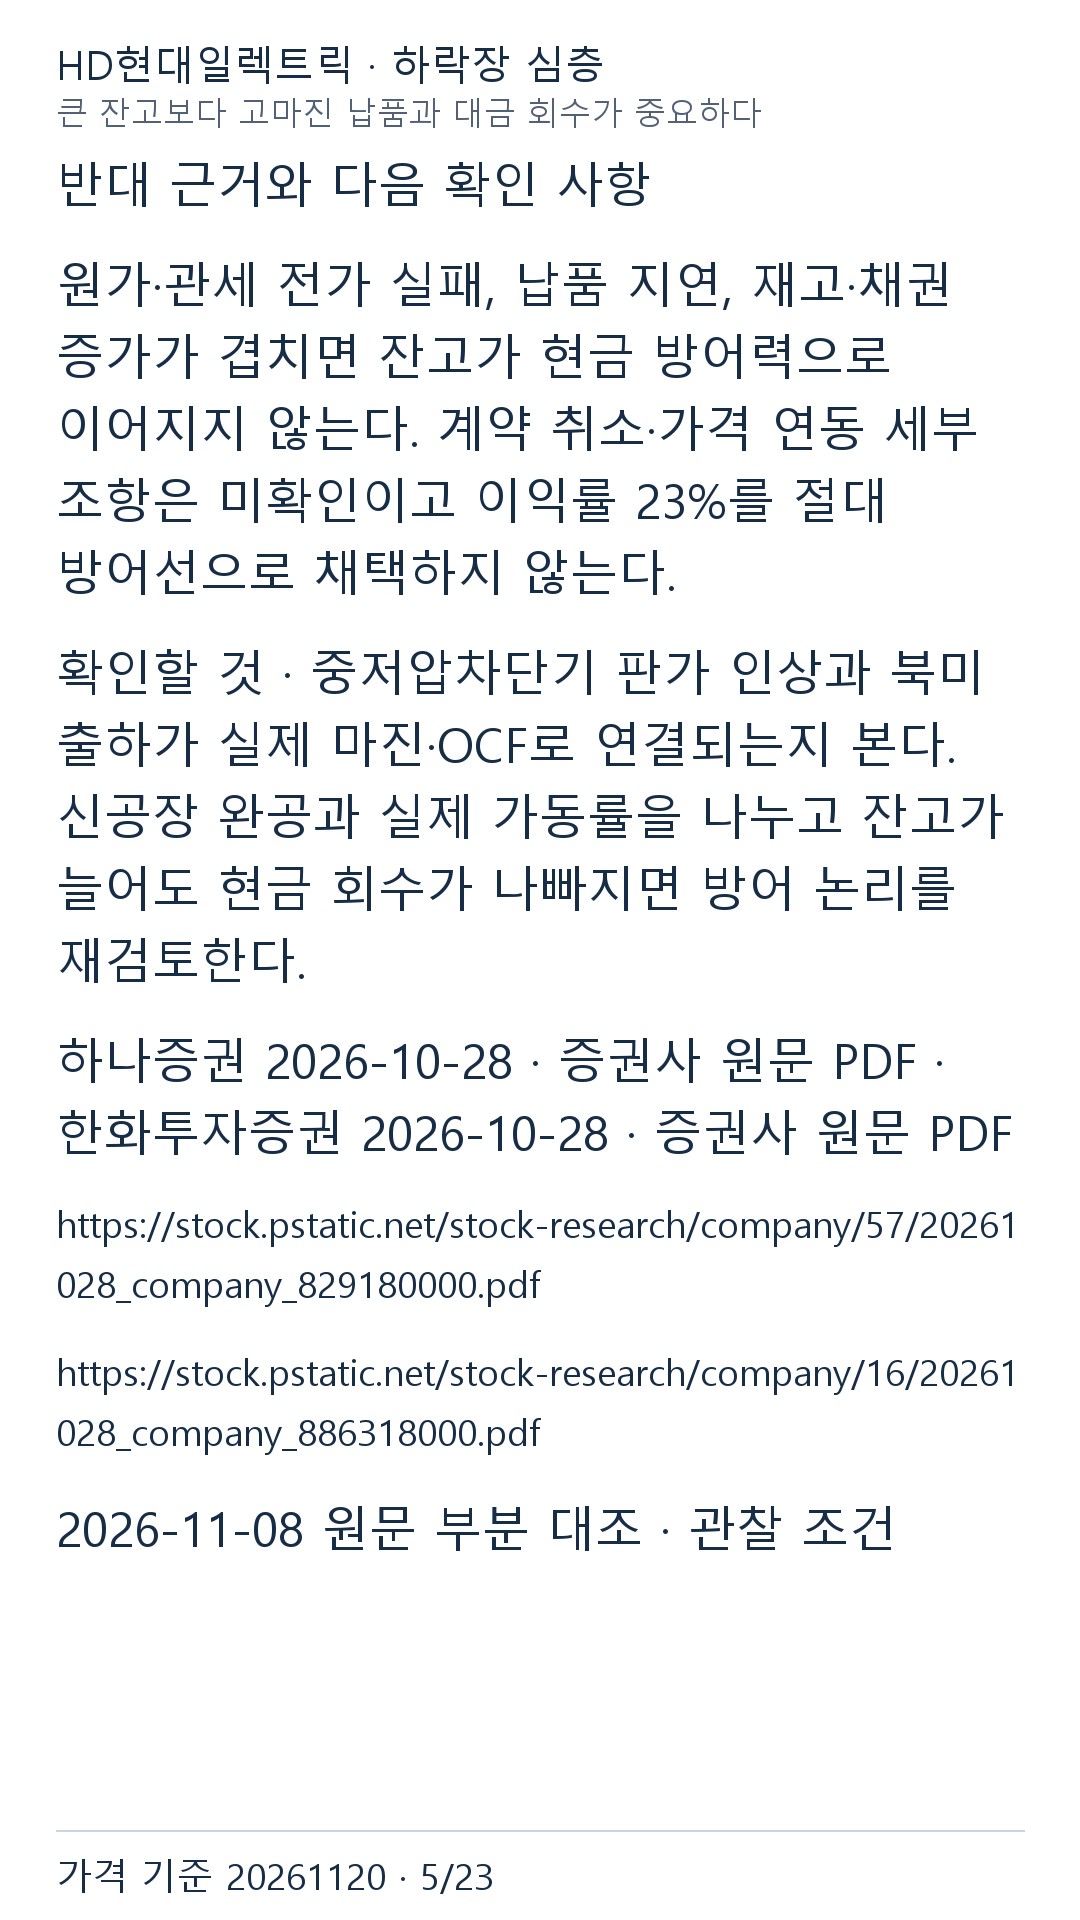 HD현대일렉트릭 · 하락장 심층
큰 잔고보다 고마진 납품과 대금 회수가 중요하다
반대 근거와 다음 확인 사항
원가·관세 전가 실패, 납품 지연, 재고·채권
증가가 겹치면 잔고가 현금 방어력으로
이어지지 않는다. 계약 취소·가격 연동 세부
조항은 미확인이고 이익률 23%를 절대
방어선으로 채택하지 않는다.
확인할 것 · 중저압차단기 판가 인상과 북미
출하가 실제 마진·OCF로 연결되는지 본다.
신공장 완공과 실제 가동률을 나누고 잔고가
늘어도 현금 회수가 나빠지면 방어 논리를
재검토한다.
하나증권 2026-10-28 · 증권사 원문 PDF ·
한화투자증권 2026-10-28 · 증권사 원문 PDF
https://stock.pstatic.net/stock-research/company/57/20261
028_company_829180000.pdf
https://stock.pstatic.net/stock-research/company/16/20261
028_company_886318000.pdf
2026-11-08 원문 부분 대조 · 관찰 조건
가격 기준 20261120 · 5/23